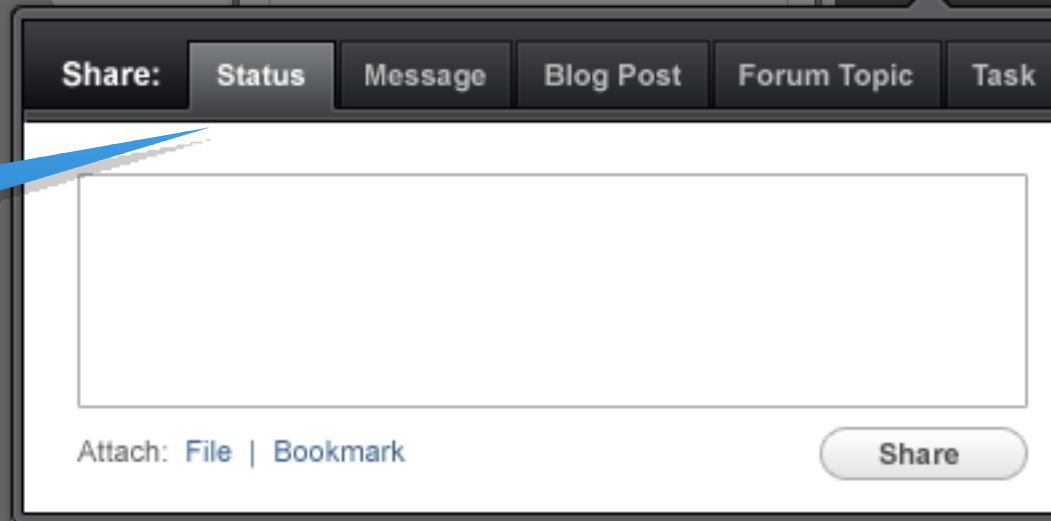 Share: Status Message Blog Post Forum Topic Task
Attach: File | Bookmark Share